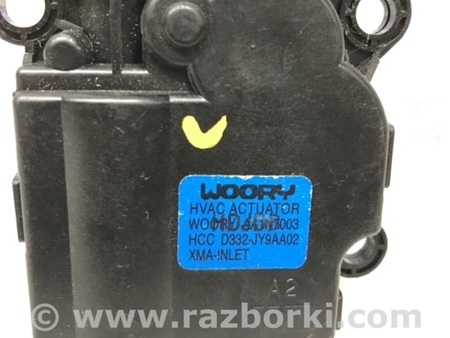 WOORY
HVAC ACTUATOR
HCC D332-JY9AA02
XMA-INLET
A2
www.razborki.com